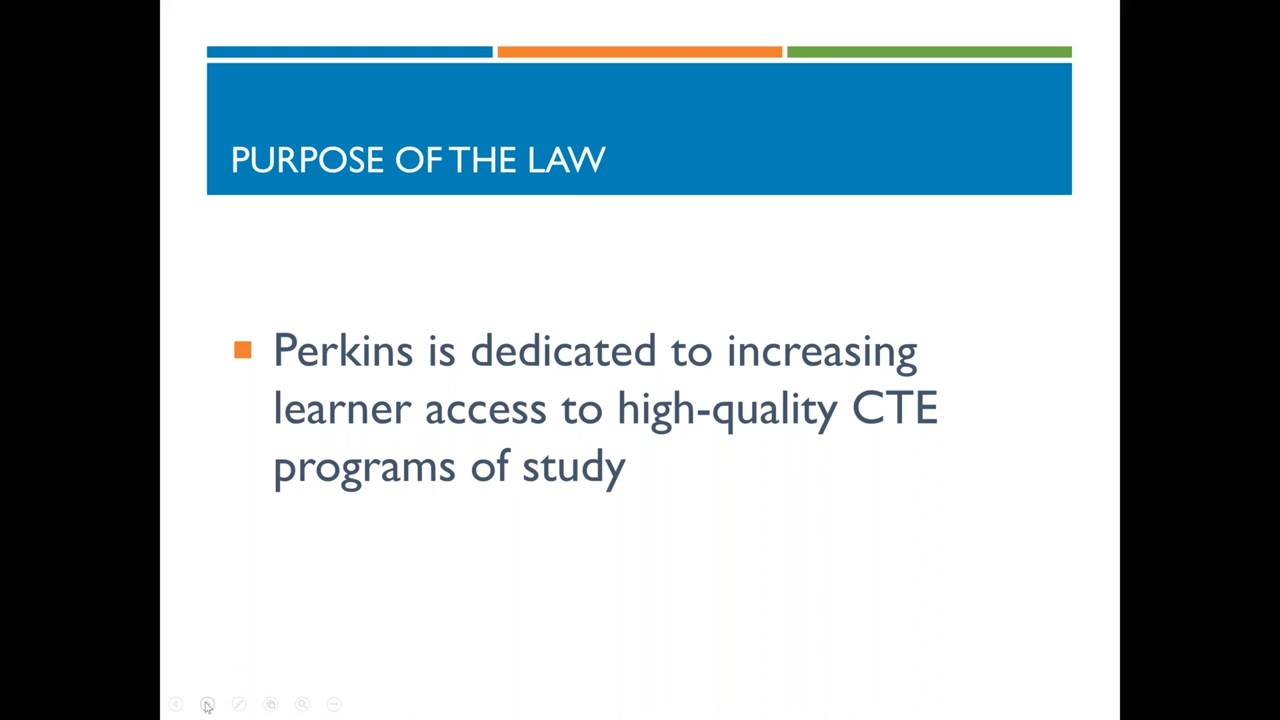 PURPOSE OF THE LAW
Perkins is dedicated to increasing
learner access to high-quality CTE
programs of study